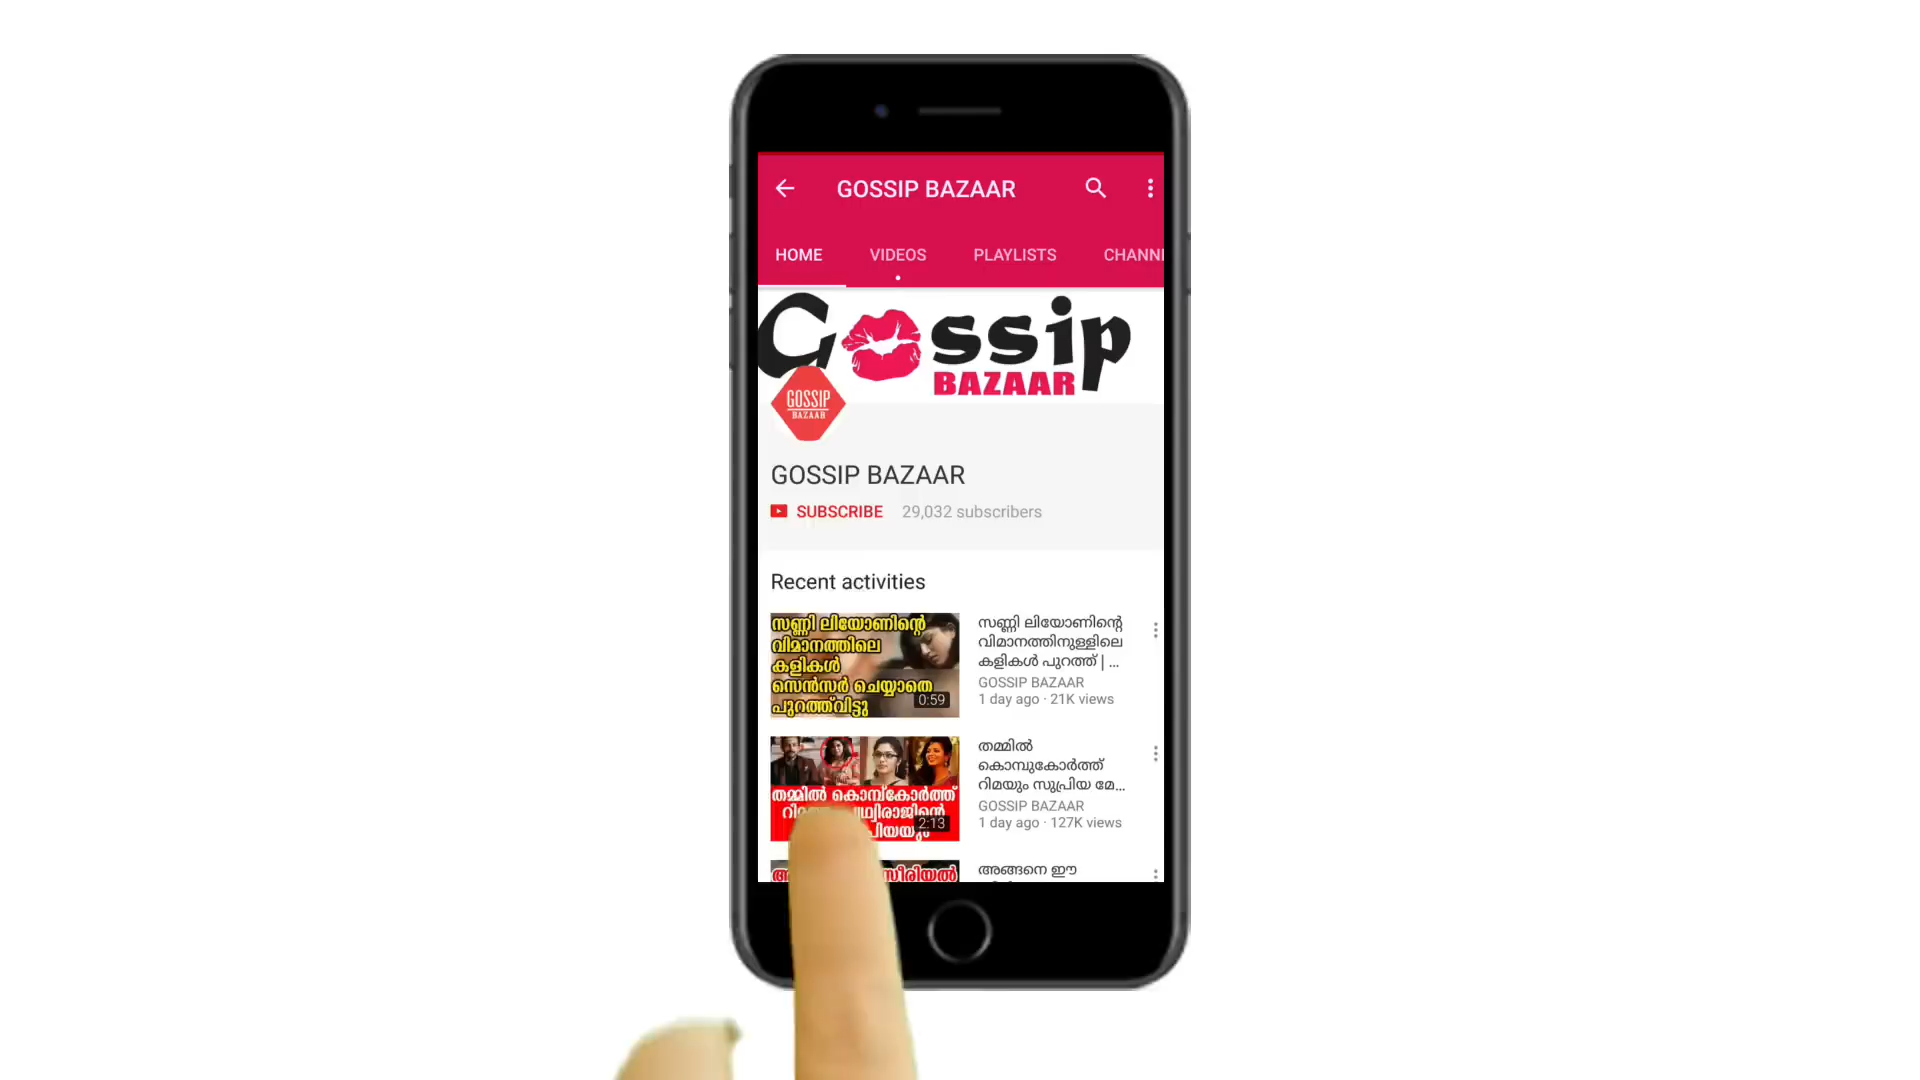 GOSSIP BAZAAR
HOME VIDEOS PLAYLISTS CHANN
Gossip
BAZAAR
GOSSIP
BAZAAR
GOSSIP BAZAAR
SUBSCRIBE 29,032 subscribers
Recent activities
സണ്ണി ലിയോണിന്റെ
വിമാനത്തിലെ
കളികൾ
സെൻസർ ചെയ്യാതെ
പുറത്ത്‌വിട്ടു
0:59
സണ്ണി ലിയോണിന്റെ
വിമാനത്തിനുള്ളിലെ
കളികൾ പുറത്ത് | ...
GOSSIP BAZAAR
1 day ago · 21K views
തമ്മിൽ കൊമ്പ്കോർത്ത്
2:13
തമ്മിൽ
കൊമ്പുകോർത്ത്
റിമയും സുപ്രിയ മേ...
GOSSIP BAZAAR
1 day ago · 127K views
സീരിയൽ
അങ്ങനെ ഈ